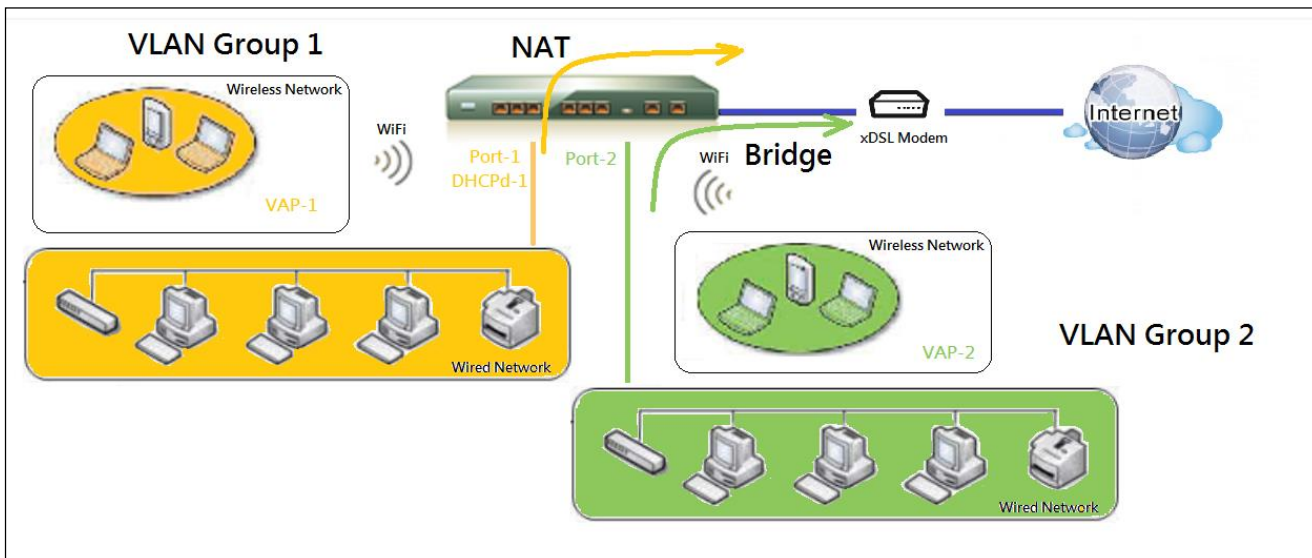 VLAN Group 1
NAT
Wireless Network
WiFi
VAP-1
Port-1
DHCPd-1
Port-2
WiFi
Bridge
xDSL Modem
Internet
Wired Network
Wireless Network
VAP-2
VLAN Group 2
Wired Network